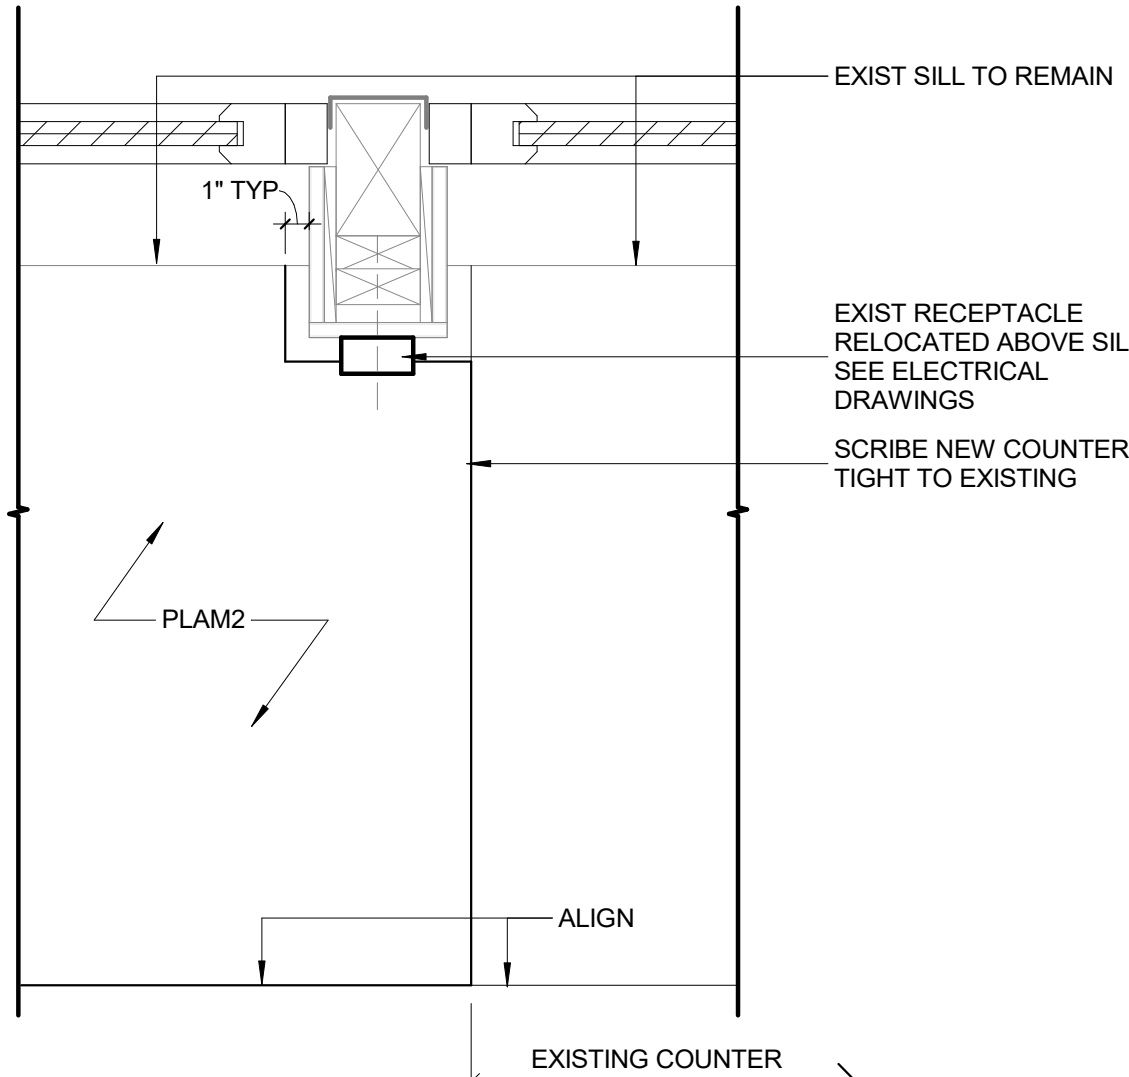 EXIST SILL TO REMAIN
1" TYP
EXIST RECEPTACLE
RELOCATED ABOVE SIL
SEE ELECTRICAL
DRAWINGS
SCRIBE NEW COUNTER
TIGHT TO EXISTING
PLAM2
ALIGN
EXISTING COUNTER